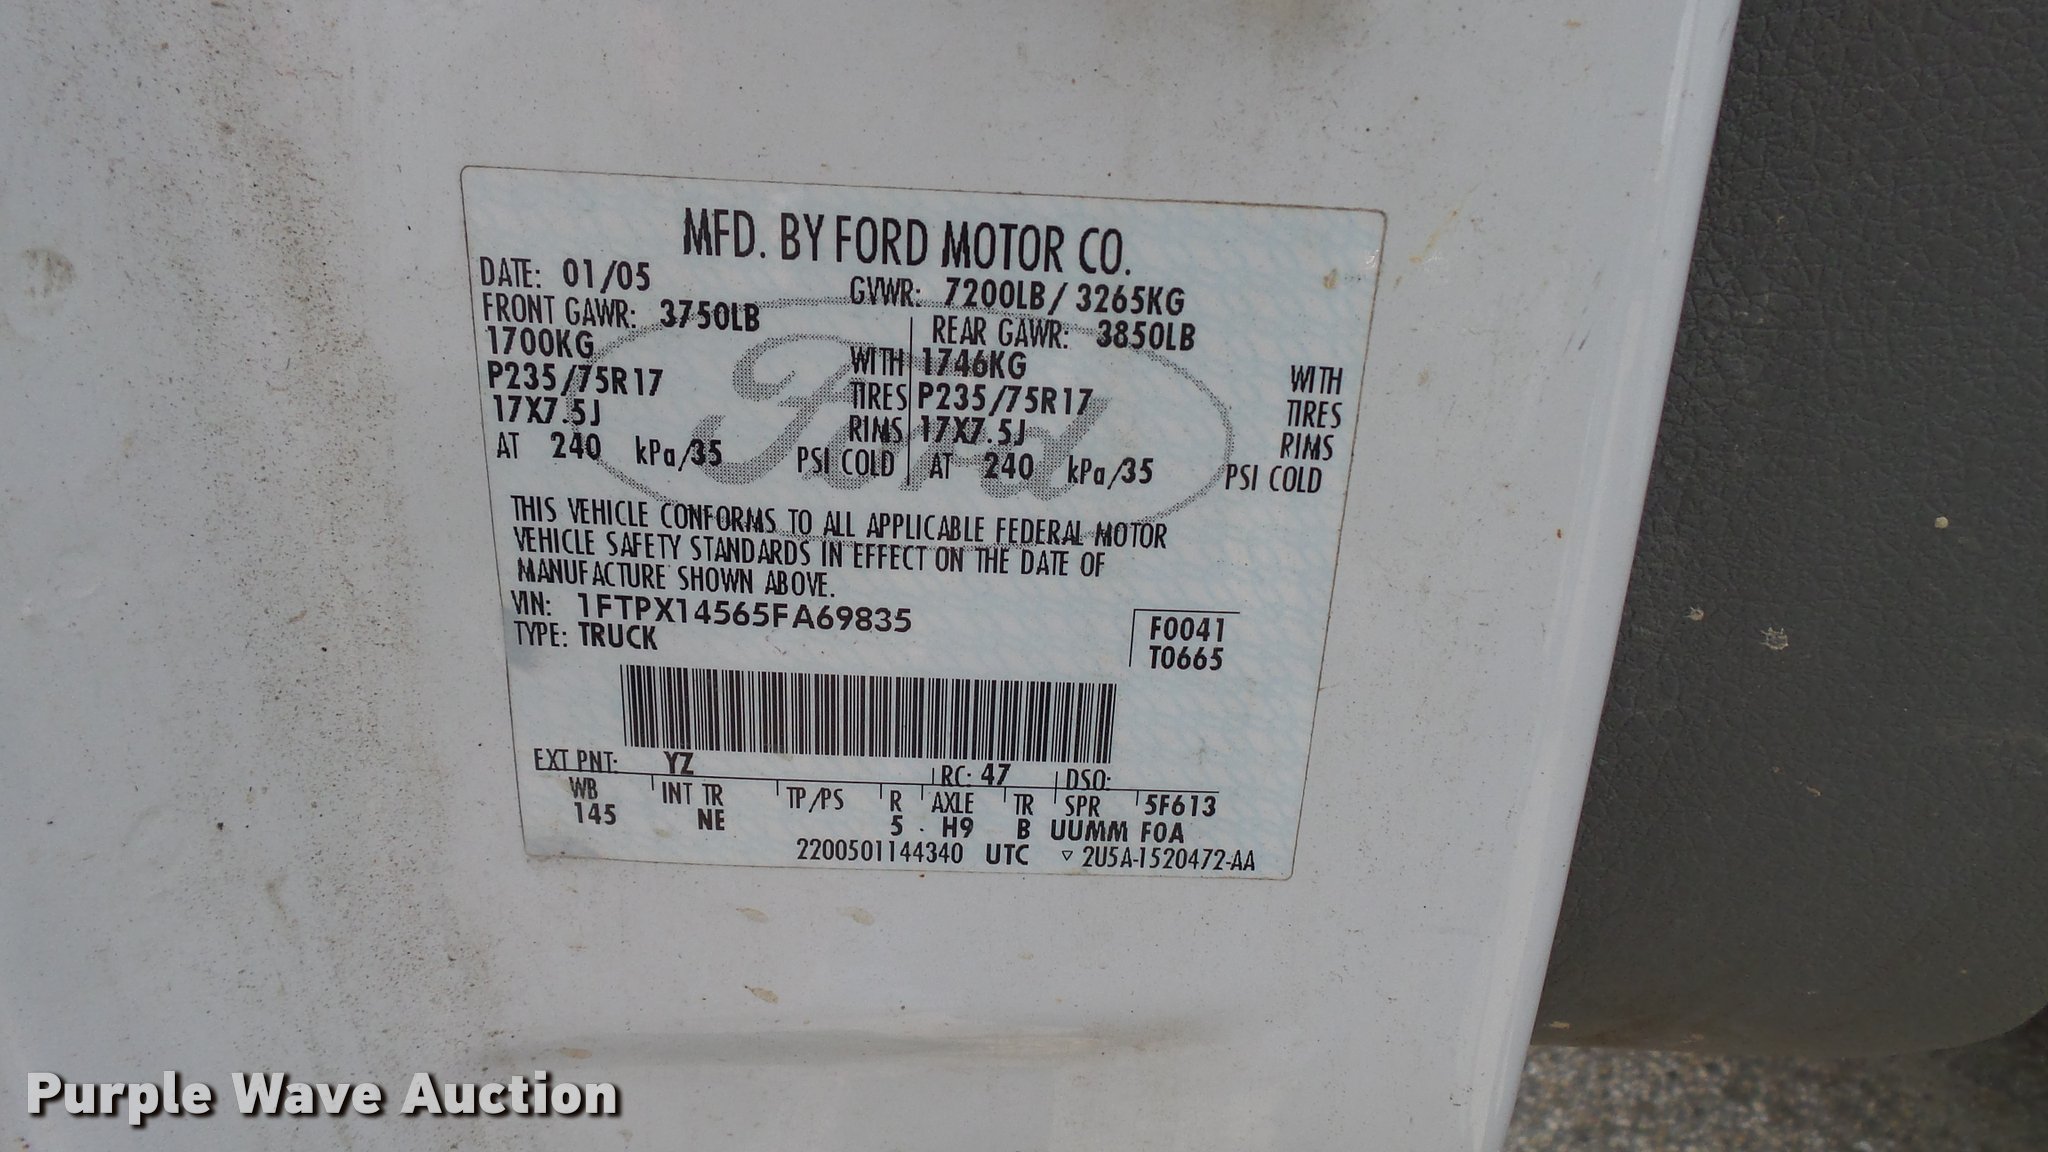 MFD. BY FORD MOTOR CO.
DATE: 01/05 GVWR: 7200LB/ 3265KG
FRONT GAWR: 3750LB REAR GAWR: 3850LB
1700KG WITH 1746KG WITH
P235/75R17 TIRES P235/75R17 TIRES
17X7.5J RIMS 17X7.5J RIMS
AT 240 kPa/35 PSI COLD AT 240 kPa/35 PSI COLD
Ford
THIS VEHICLE CONFORMS TO ALL APPLICABLE FEDERAL MOTOR
VEHICLE SAFETY STANDARDS IN EFFECT ON THE DATE OF
MANUFACTURE SHOWN ABOVE.
VIN: 1FTPX14565FA69835
TYPE: TRUCK
F0041
T0665
EXT PNT: YZ RC: 47 DSO:
WB INT TR TP/PS R AXLE TR SPR 5F613
145 NE 5 H9 B UUMM FOA
2200501144340 UTC ▽ 2U5A-1520472-AA
Purple Wave Auction